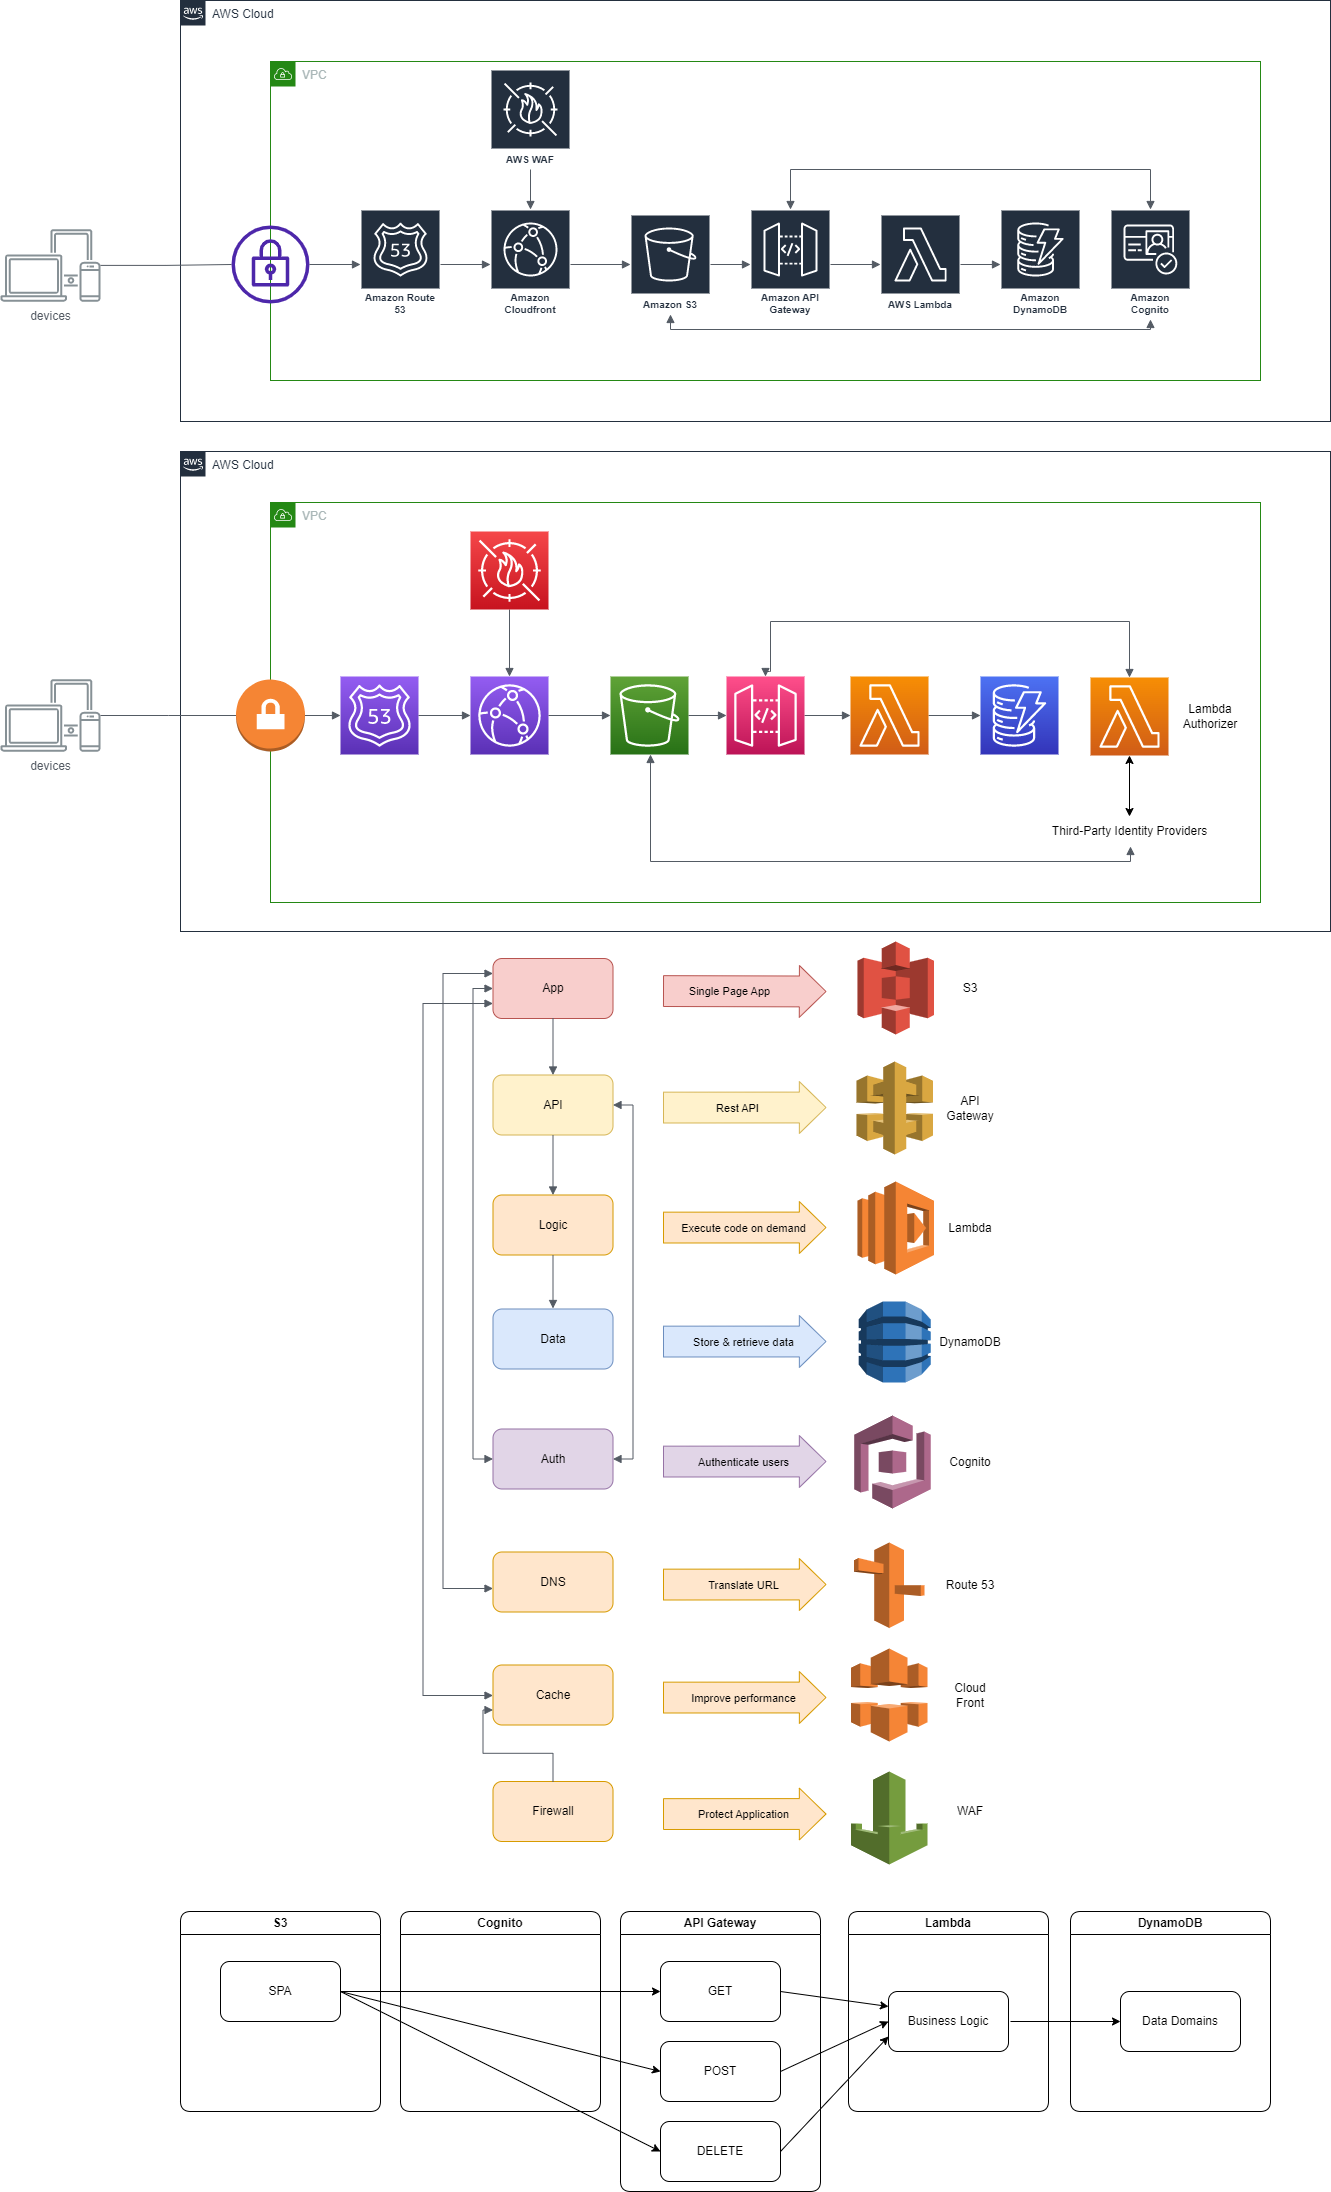 aws
AWS Cloud
VPC
AWS WAF
53
</>
Amazon Route
53
Amazon
Cloudfront
Amazon S3
Amazon API
Gateway
AWS Lambda
Amazon
DynamoDB
Amazon
Cognito
devices
aws
AWS Cloud
VPC
53
</>
Lambda
Authorizer
devices
Third-Party Identity Providers
App
Single Page App
S3
API
Rest API
API
Gateway
Logic
Execute code on demand
Lambda
Data
Store & retrieve data
DynamoDB
Auth
Authenticate users
Cognito
DNS
Translate URL
Route 53
Cache
Improve performance
Cloud
Front
Firewall
Protect Application
WAF
S3
Cognito
API Gateway
Lambda
DynamoDB
SPA
GET
Business Logic
Data Domains
POST
DELETE